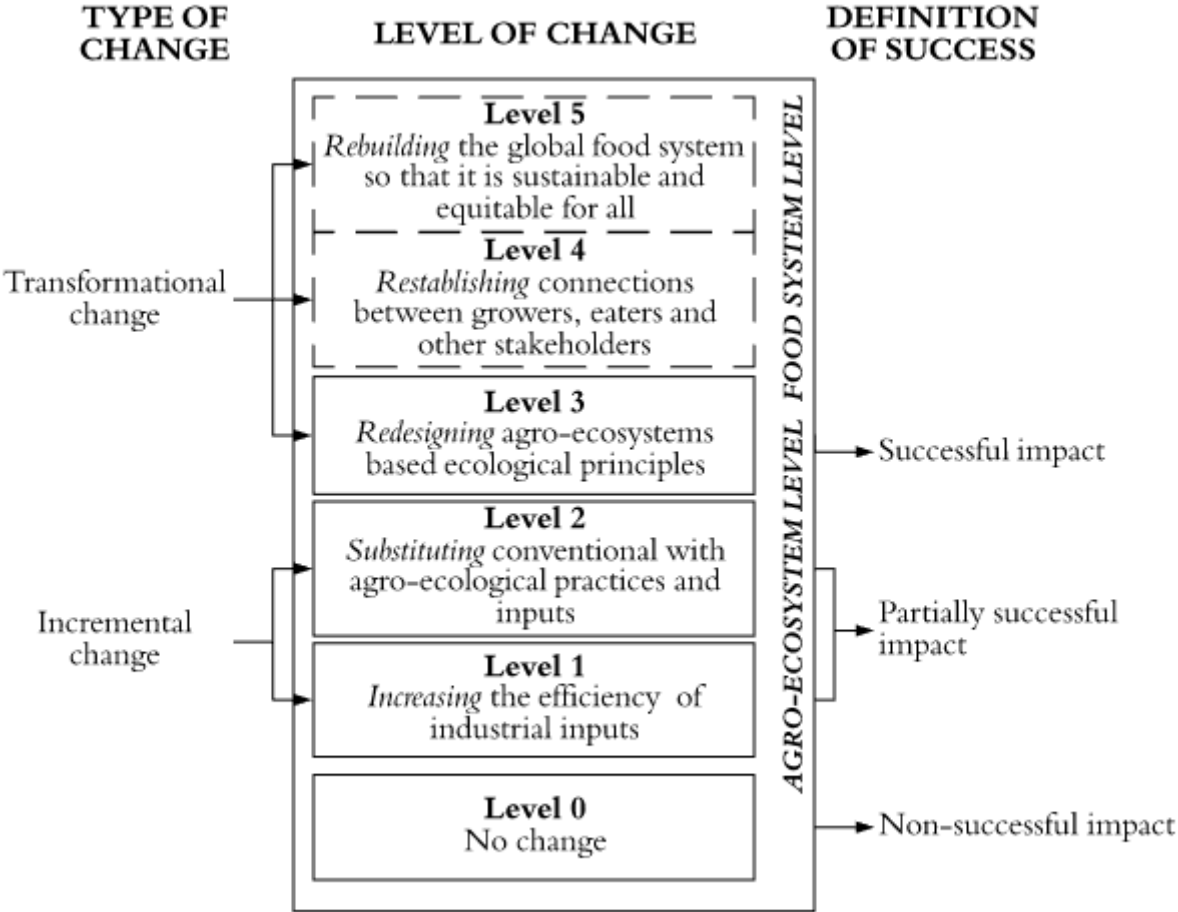 TYPE OF
CHANGE
LEVEL OF CHANGE
DEFINITION
OF SUCCESS
Level 5
Rebuilding the global food system
so that it is sustainable and
equitable for all
Level 4
Restablishing connections
between growers, eaters and
other stakeholders
Level 3
Redesigning agro-ecosystems
based ecological principles
Level 2
Substituting conventional with
agro-ecological practices and
inputs
Level 1
Increasing the efficiency of
industrial inputs
Level 0
No change
Transformational
change
Incremental
change
FOOD SYSTEM LEVEL
AGRO-ECOSYSTEM LEVEL
Successful impact
Partially successful
impact
Non-successful impact